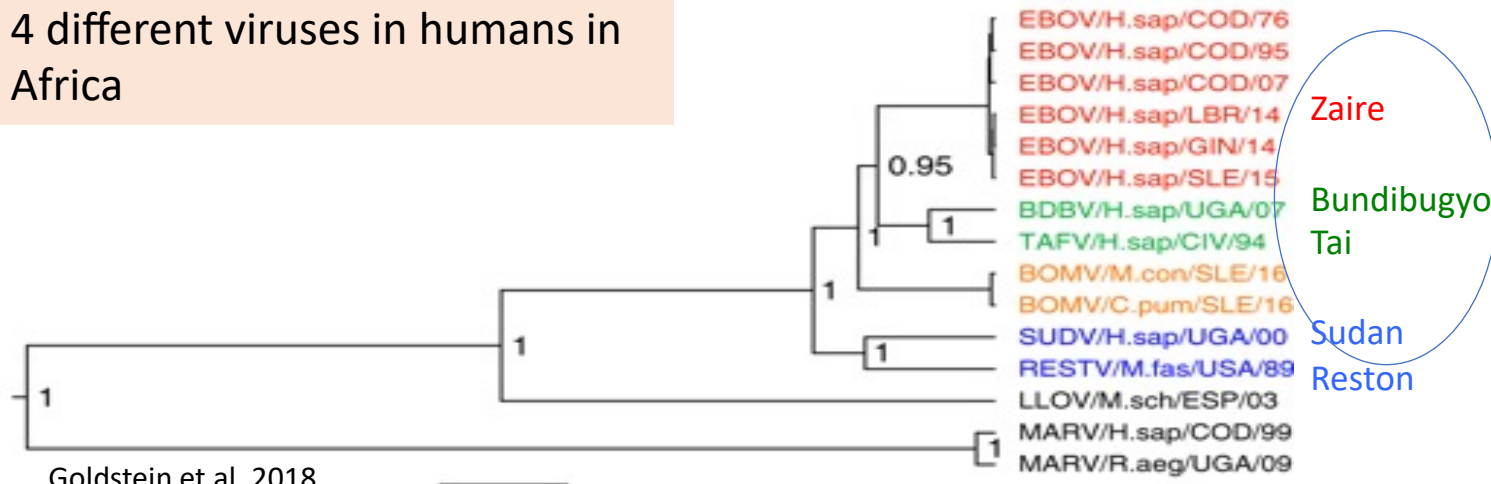 4 different viruses in humans in
Africa
EBOV/H.sap/COD/76
EBOV/H.sap/COD/95
EBOV/H.sap/COD/07
EBOV/H.sap/LBR/14
Zaire
EBOV/H.sap/GIN/14
0.95
EBOV/H.sap/SLE/15
BDBV/H.sap/UGA/07
Bundibugyo
1
1
TAFV/H.sap/CIV/94
Tai
BOMV/M.con/SLE/16
1
BOMV/C.pum/SLE/16
SUDV/H.sap/UGA/00
Sudan
1
1
RESTV/M.fas/USA/89
Reston
1
LLOV/M.sch/ESP/03
MARV/H.sap/COD/99
1
MARV/R.aeg/UGA/09
Goldstein et al. 2018